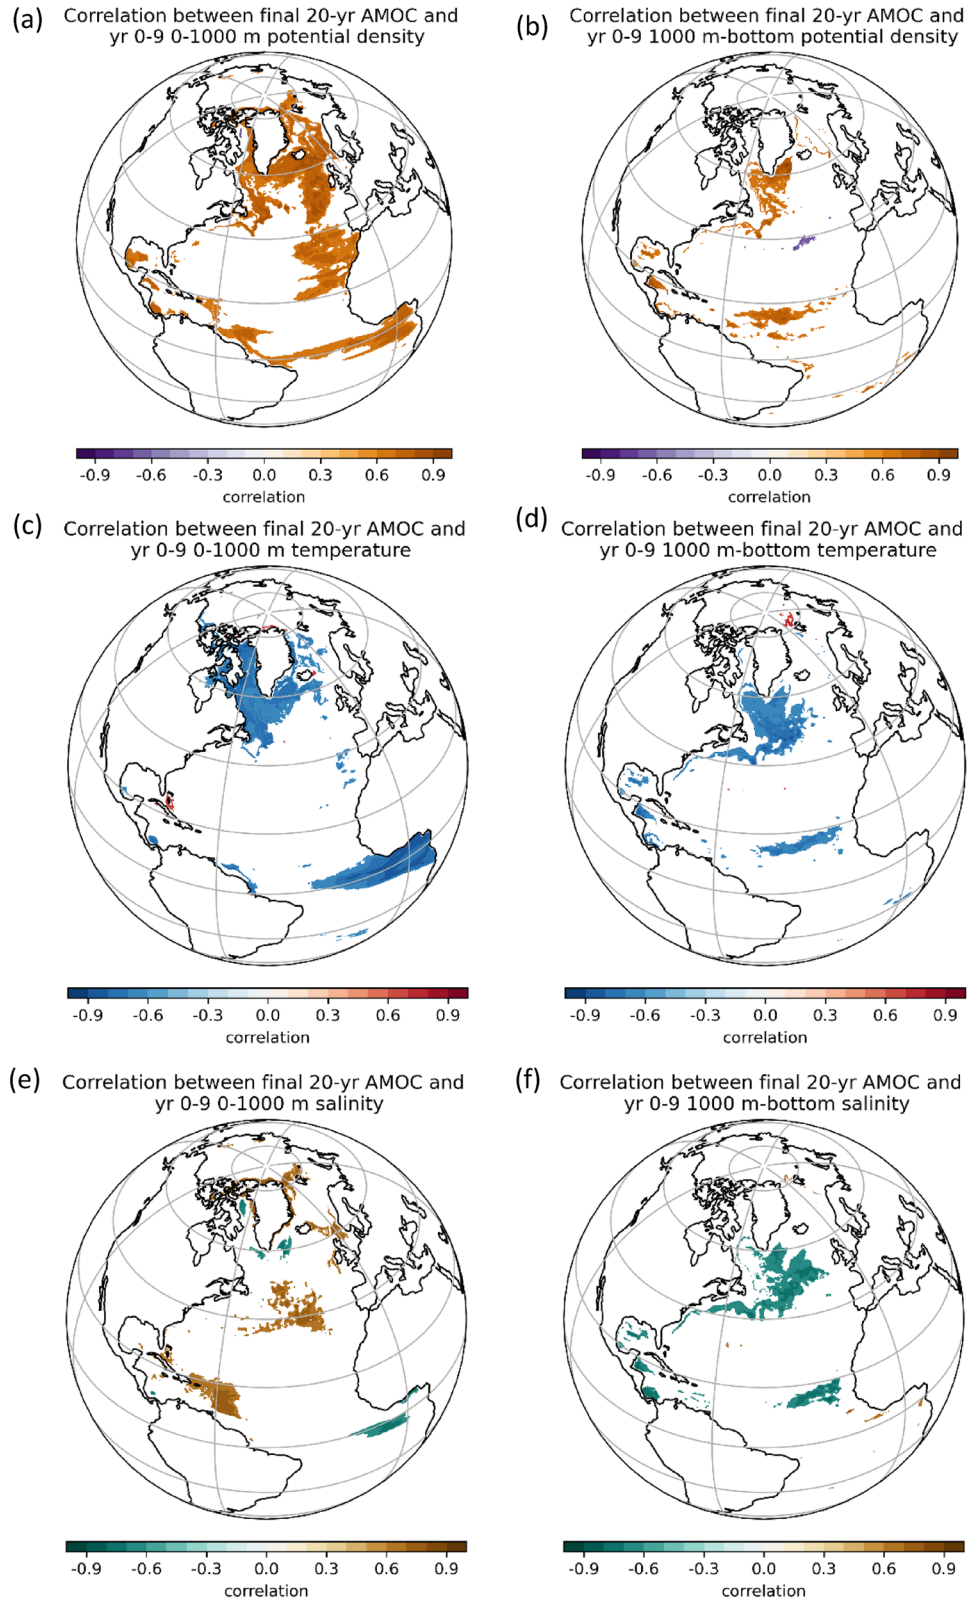 (a)
Correlation between final 20-yr AMOC and
yr 0-9 0-1000 m potential density
(b)
Correlation between final 20-yr AMOC and
yr 0-9 1000 m-bottom potential density
-0.9 -0.6 -0.3 0.0 0.3 0.6 0.9
correlation
-0.9 -0.6 -0.3 0.0 0.3 0.6 0.9
correlation
(c)
Correlation between final 20-yr AMOC and
yr 0-9 0-1000 m temperature
(d)
Correlation between final 20-yr AMOC and
yr 0-9 1000 m-bottom temperature
-0.9 -0.6 -0.3 0.0 0.3 0.6 0.9
correlation
-0.9 -0.6 -0.3 0.0 0.3 0.6 0.9
correlation
(e)
Correlation between final 20-yr AMOC and
yr 0-9 0-1000 m salinity
(f)
Correlation between final 20-yr AMOC and
yr 0-9 1000 m-bottom salinity
-0.9 -0.6 -0.3 0.0 0.3 0.6 0.9
correlation
-0.9 -0.6 -0.3 0.0 0.3 0.6 0.9
correlation